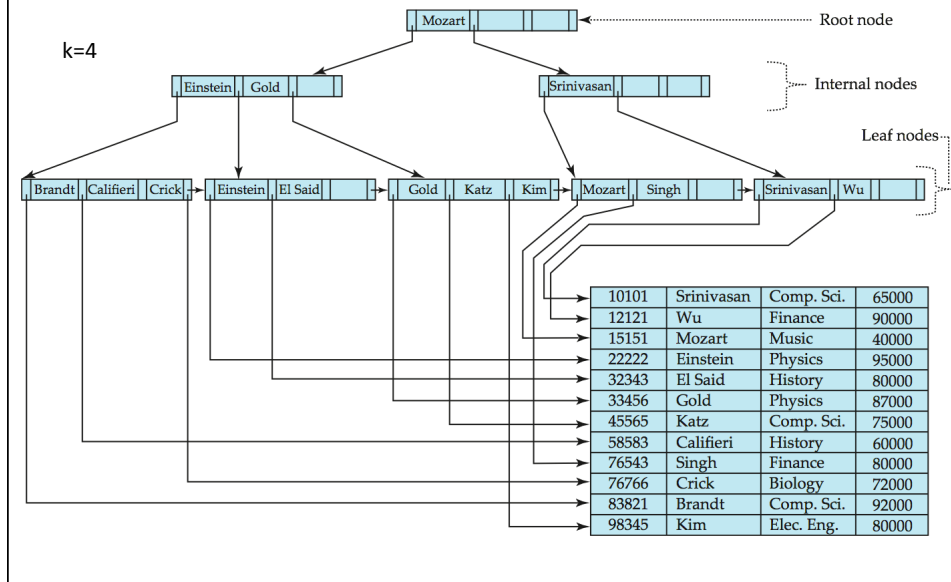 Mozart
Root node
k=4
Einstein Gold
Srinivasan
Internal nodes
Leaf nodes
Brandt Califieri Crick
Einstein El Said
Gold Katz Kim
Mozart Singh
Srinivasan Wu
10101 Srinivasan Comp. Sci. 65000
12121 Wu Finance 90000
15151 Mozart Music 40000
22222 Einstein Physics 95000
32343 El Said History 80000
33456 Gold Physics 87000
45565 Katz Comp. Sci. 75000
58583 Califieri History 60000
76543 Singh Finance 80000
76766 Crick Biology 72000
83821 Brandt Comp. Sci. 92000
98345 Kim Elec. Eng. 80000